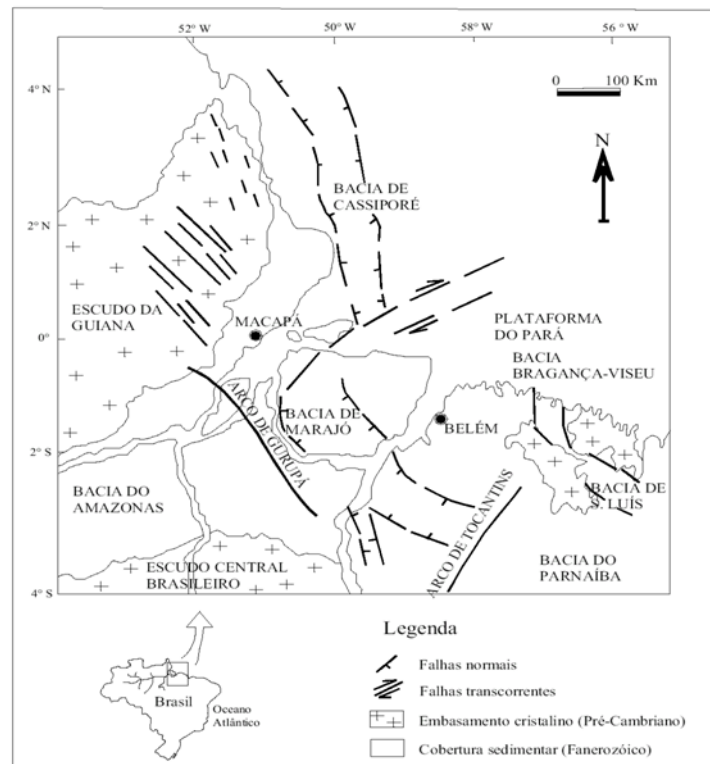 52° W
50° W
58° W
56° W
4° N
0
100 Km
N
BACIA DE
CASSIPORÉ
2° N
ESCUDO DA
GUIANA
MACAPÁ
PLATAFORMA
DO PARÁ
0°
BACIA
BRAGANÇA-VISEU
ARCO DE GURUPÁ
BACIA DE
MARAJÓ
BELÉM
2° S
BACIA DO
AMAZONAS
BACIA DE
S. LUÍS
ARCO DE TOCANTINS
ESCUDO CENTRAL
BRASILEIRO
BACIA DO
PARNAÍBA
4° S
Legenda
Falhas normais
Falhas transcorrentes
Embasamento cristalino (Pré-Cambriano)
Cobertura sedimentar (Fanerozóico)
Brasil
Oceano
Atlântico